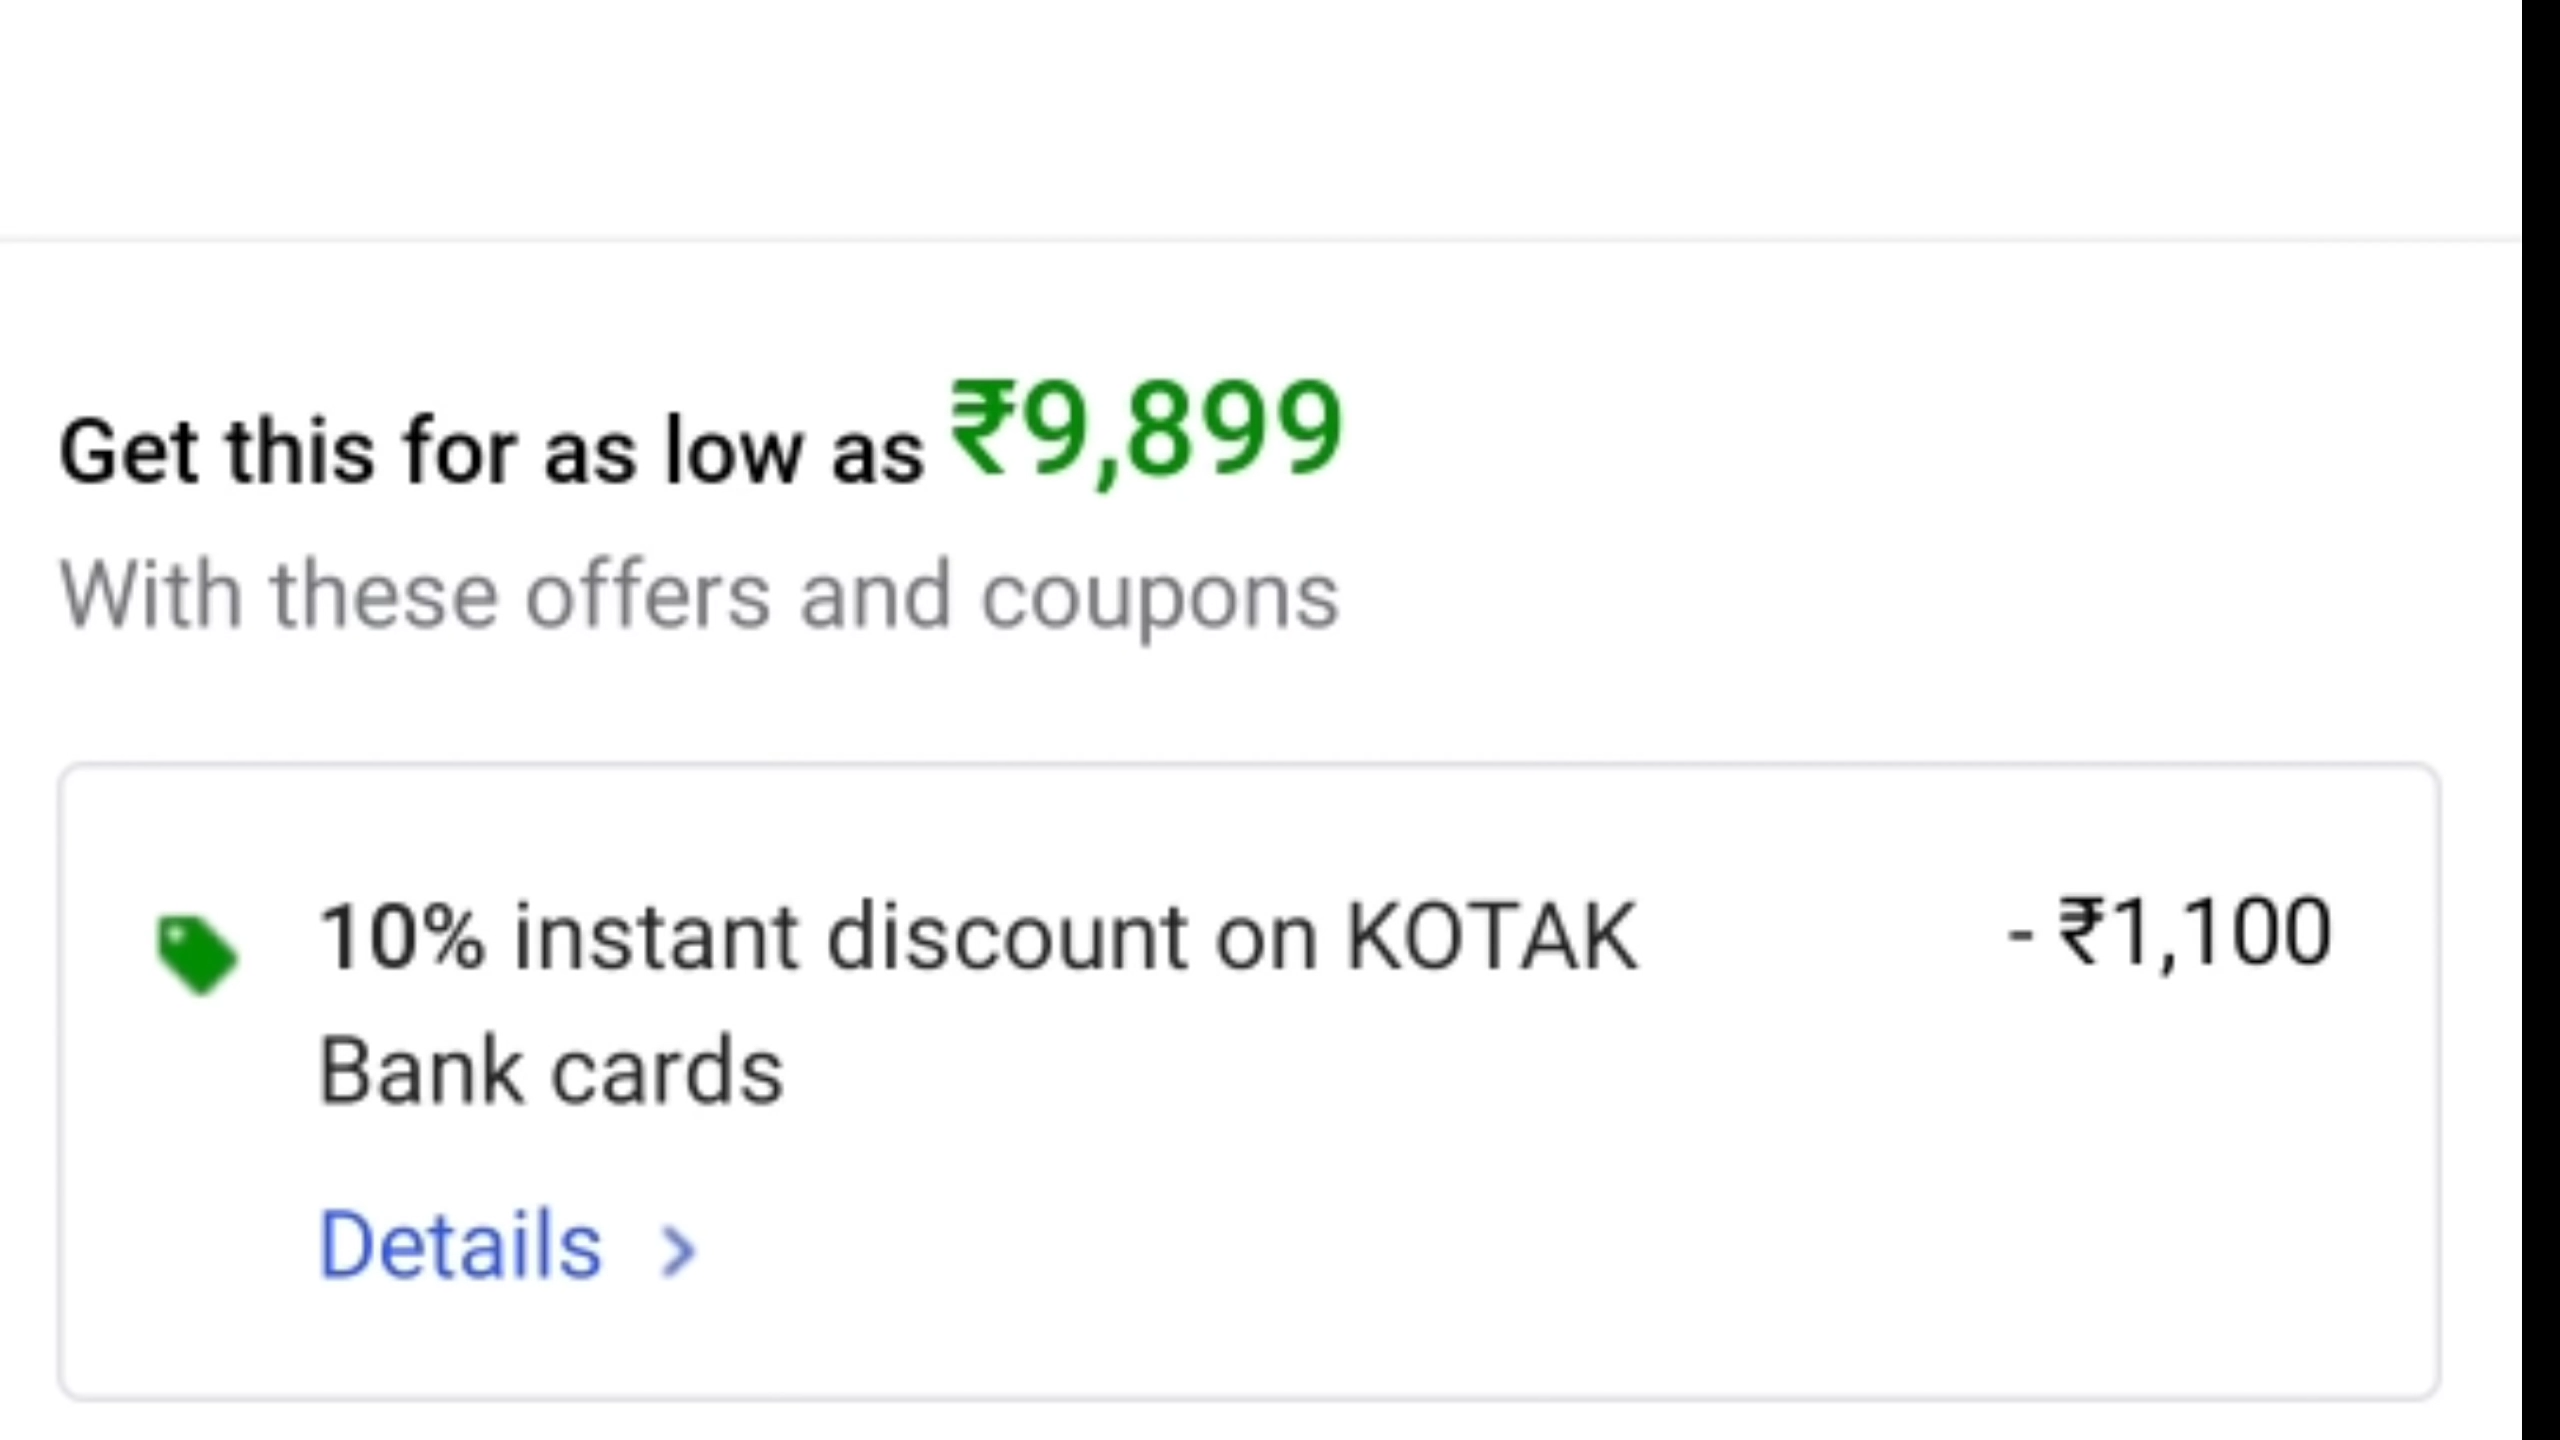 Get this for as low as ₹9,899
With these offers and coupons
10% instant discount on KOTAK - ₹1,100
Bank cards
Details >